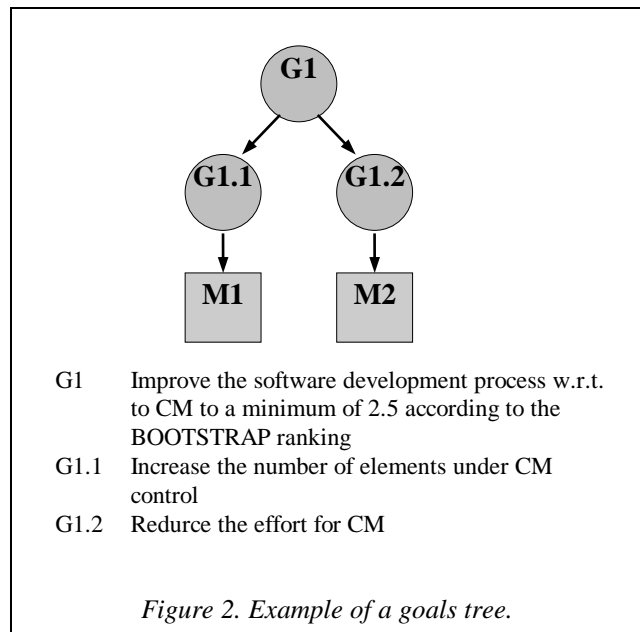 G1
G1.1 G1.2
M1 M2
G1 Improve the software development process w.r.t.
to CM to a minimum of 2.5 according to the
BOOTSTRAP ranking
G1.1 Increase the number of elements under CM
control
G1.2 Redurce the effort for CM
Figure 2. Example of a goals tree.